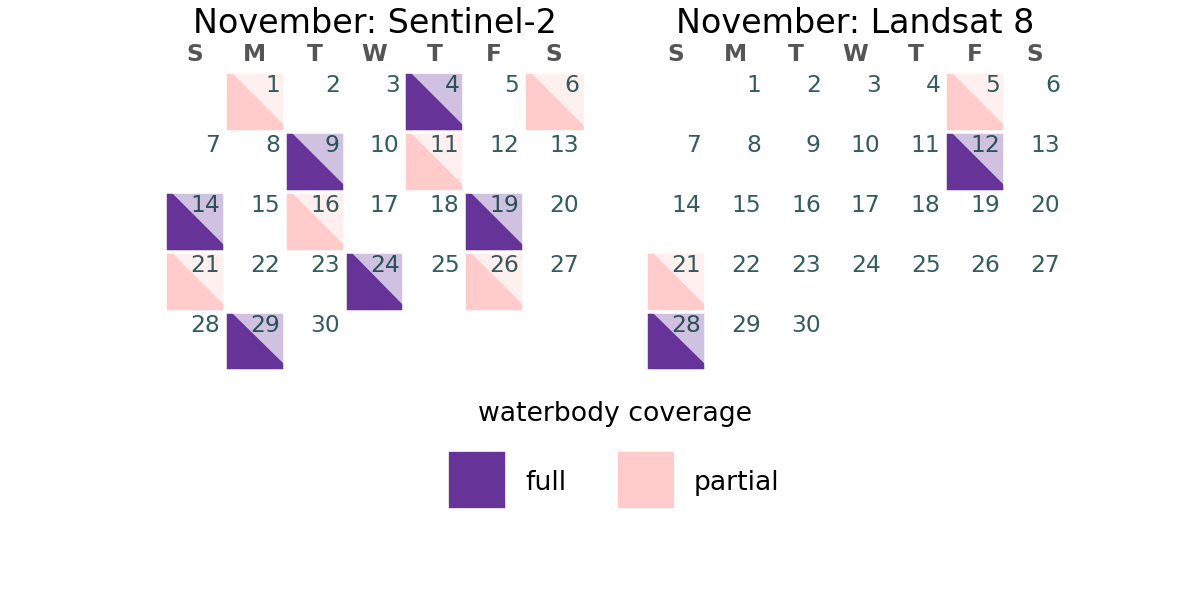 November: Sentinel-2
S M T W T F S
1 2 3 4 5 6
7 8 9 10 11 12 13
14 15 16 17 18 19 20
21 22 23 24 25 26 27
28 29 30
November: Landsat 8
S M T W T F S
1 2 3 4 5 6
7 8 9 10 11 12 13
14 15 16 17 18 19 20
21 22 23 24 25 26 27
28 29 30
waterbody coverage
full partial